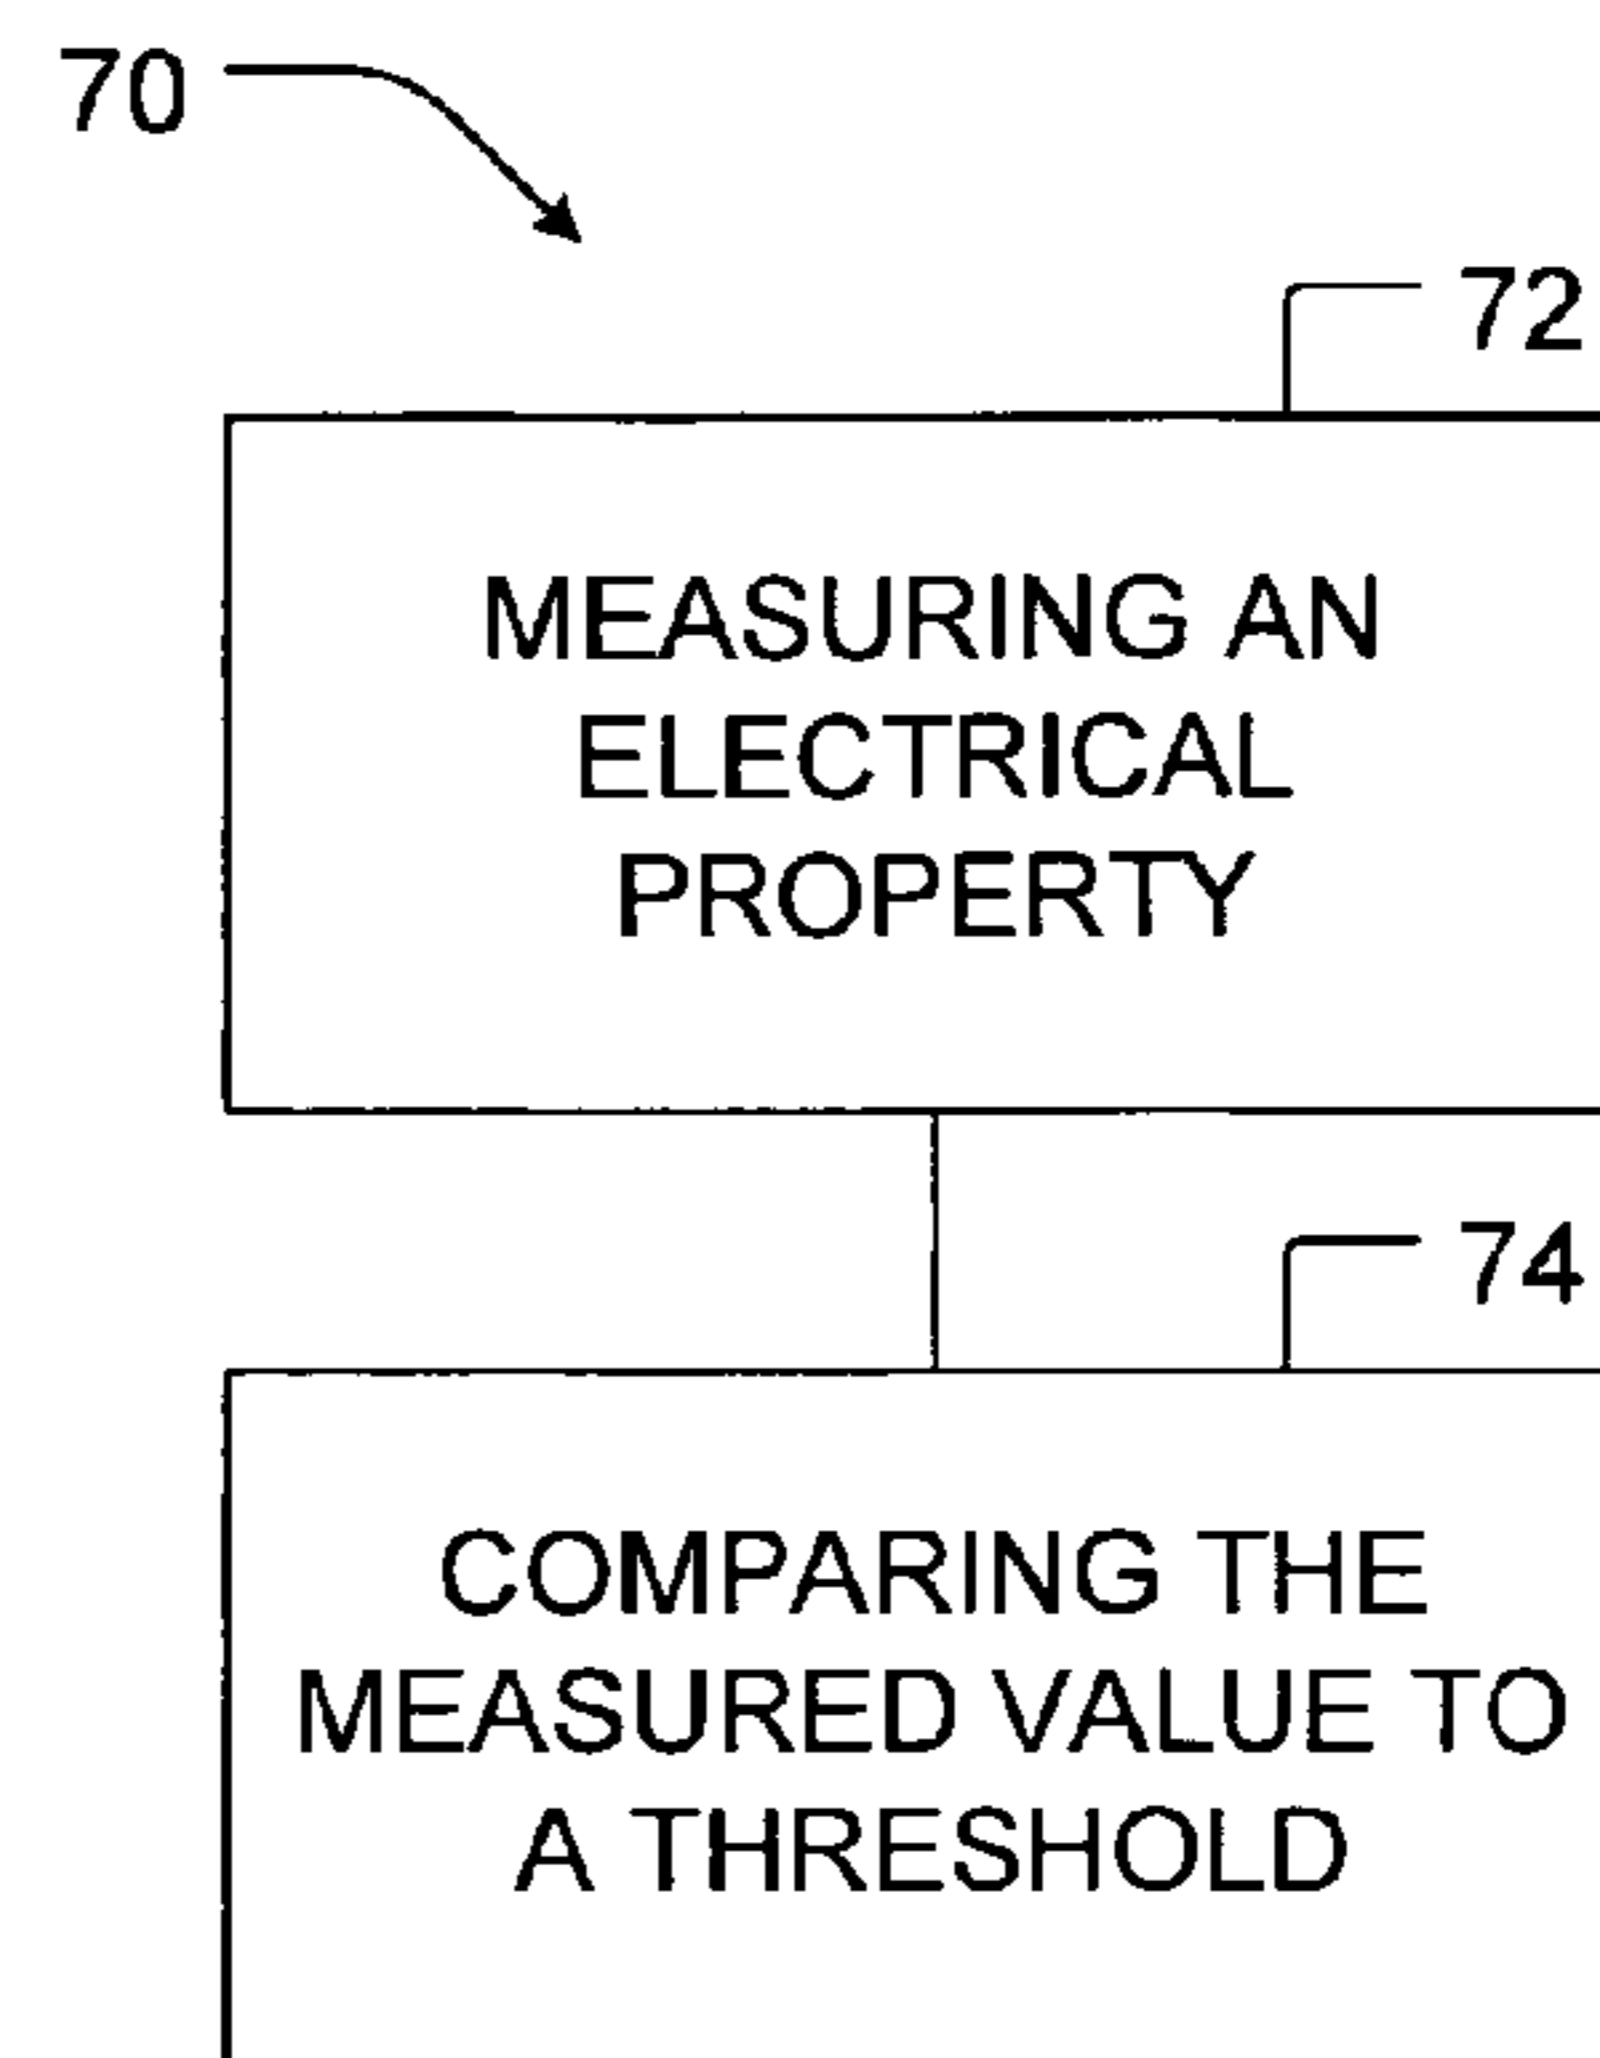 70
72
MEASURING AN
ELECTRICAL
PROPERTY
74
COMPARING THE
MEASURED VALUE TO
A THRESHOLD